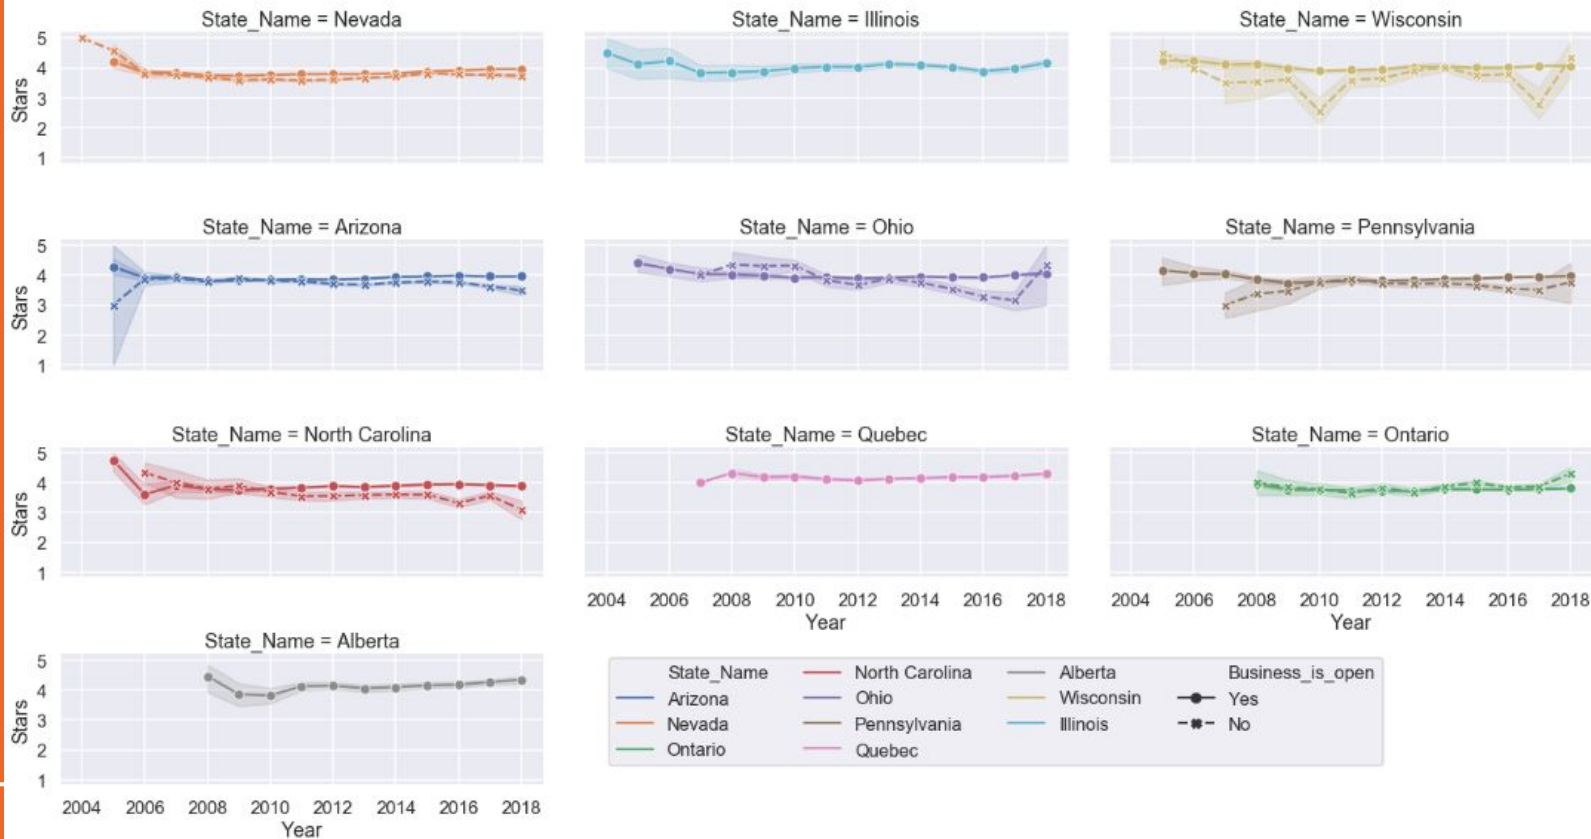 State_Name = Nevada
State_Name = Illinois
State_Name = Wisconsin
5
4
3
2
1
Stars
State_Name = Arizona
State_Name = Ohio
State_Name = Pennsylvania
5
4
3
2
1
Stars
State_Name = North Carolina
State_Name = Quebec
State_Name = Ontario
5
4
3
2
1
Stars
2004 2006 2008 2010 2012 2014 2016 2018
Year
2004 2006 2008 2010 2012 2014 2016 2018
Year
State_Name = Alberta
5
4
3
2
1
Stars
2004 2006 2008 2010 2012 2014 2016 2018
Year
State_Name
Arizona
Nevada
Ontario
North Carolina
Ohio
Pennsylvania
Quebec
Alberta
Wisconsin
Illinois
Business_is_open
Yes
No